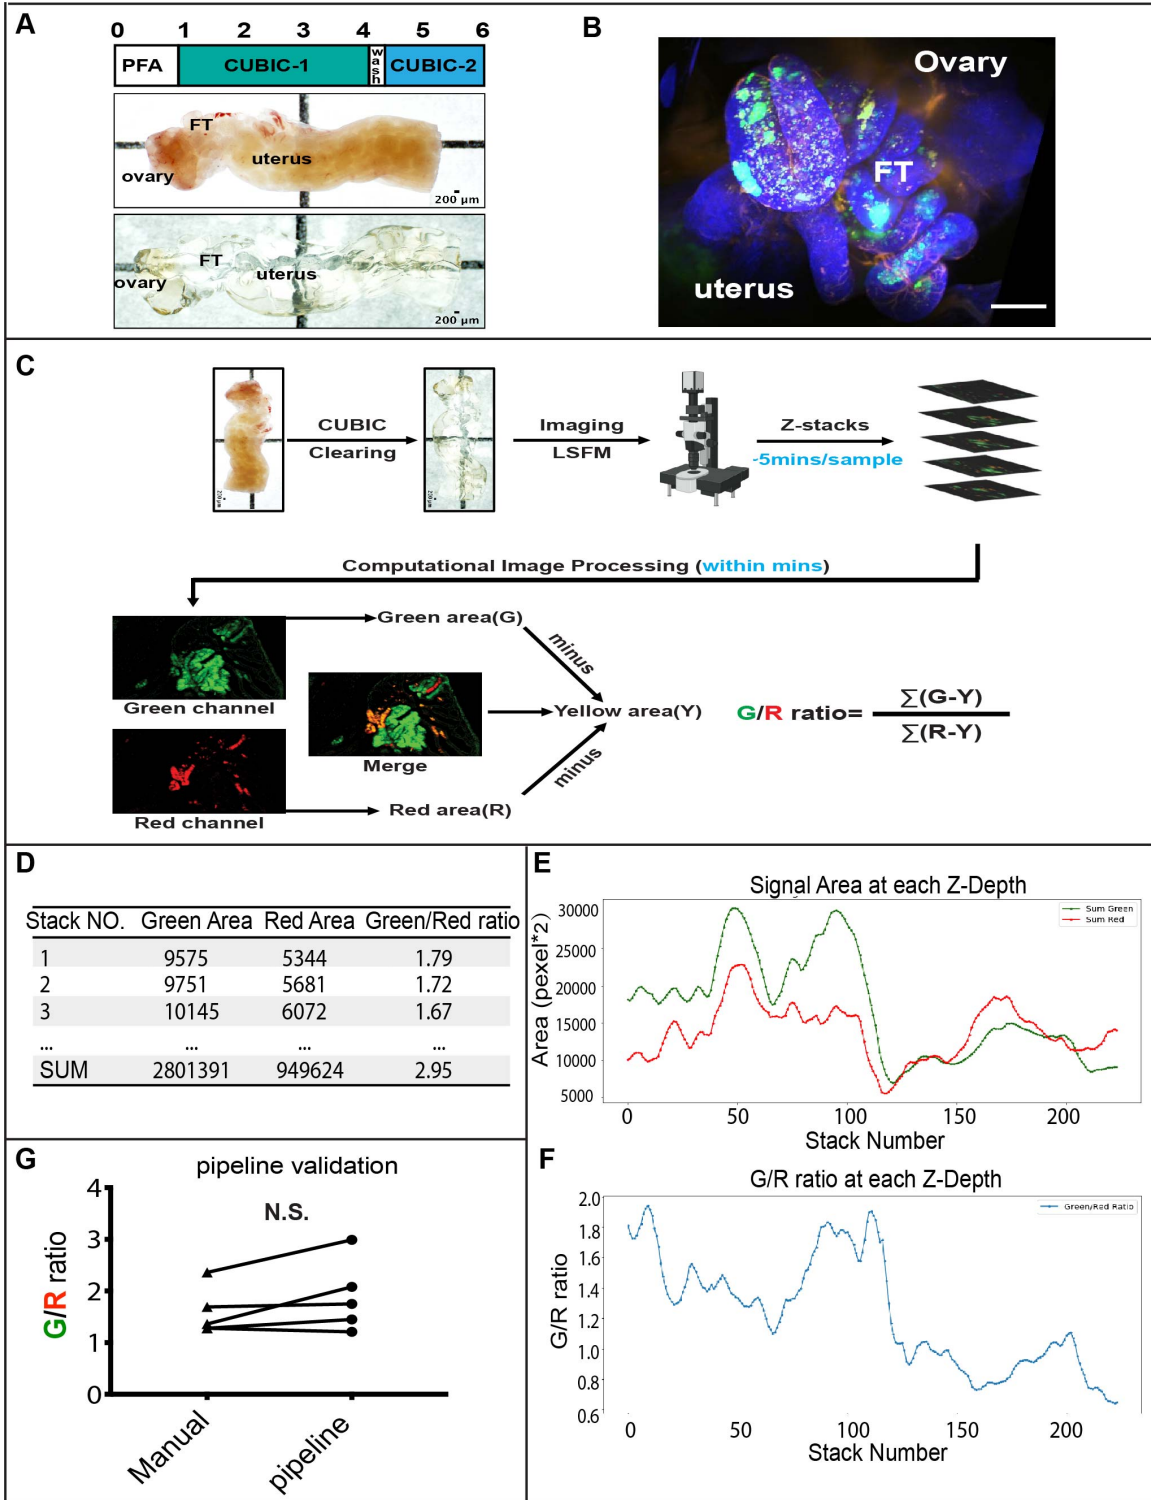 A
0 1 2 3 4 5 6
PFA CUBIC-1 wash CUBIC-2
FT
uterus
ovary
200 µm
FT
uterus
ovary
200 µm
B
Ovary
FT
uterus
C
CUBIC
Clearing
Imaging
LSFM
Z-stacks
~5mins/sample
200 µm
200 µm
Computational Image Processing (within mins)
Green channel
Green area(G)
minus
Merge
Yellow area(Y)
G/R ratio=
∑(G-Y)
∑(R-Y)
minus
Red channel
Red area(R)
D
Stack NO. Green Area Red Area Green/Red ratio
1 9575 5344 1.79
2 9751 5681 1.72
3 10145 6072 1.67
... ... ... ...
SUM 2801391 949624 2.95
E
Signal Area at each Z-Depth
Sum Green
Sum Red
Area (pexel*2)
30000
25000
20000
15000
10000
5000
0 50 100 150 200
Stack Number
F
G/R ratio at each Z-Depth
Green/Red Ratio
G/R ratio
2.0
1.8
1.6
1.4
1.2
1.0
0.8
0.6
0 50 100 150 200
Stack Number
G
pipeline validation
N.S.
G/R ratio
4
3
2
1
0
Manual
pipeline